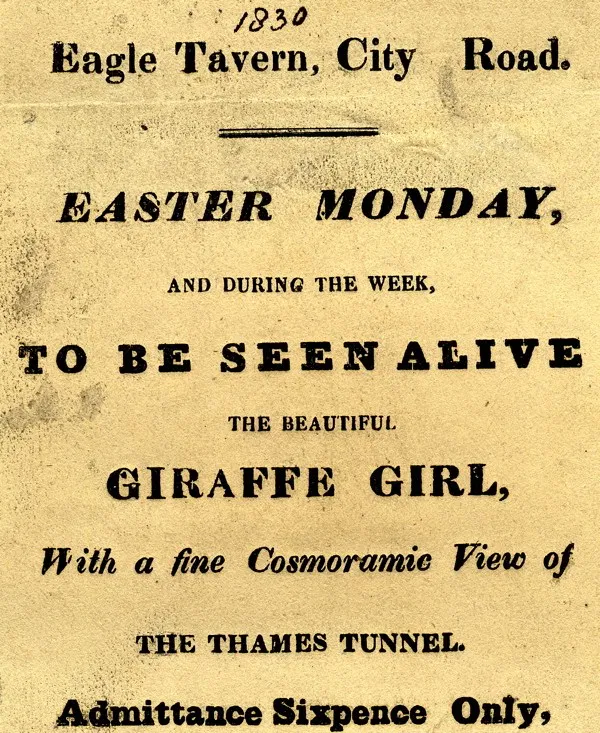 1830
Eagle Tavern, City Road.
EASTER MONDAY,
AND DURING THE WEEK,
TO BE SEEN ALIVE
THE BEAUTIFUL
GIRAFFE GIRL,
With a fine Cosmoramic View of
THE THAMES TUNNEL.
Admittance Sixpence Only,